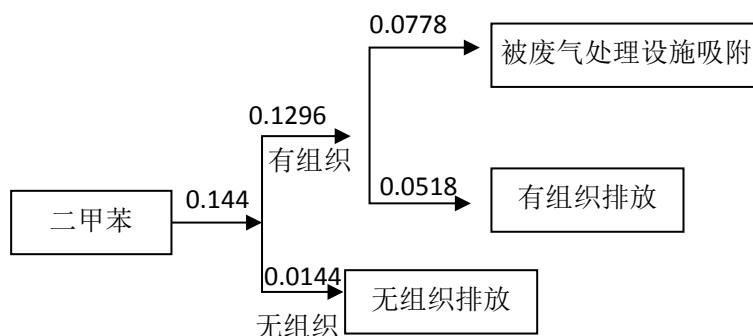 0.0778
被废气处理设施吸附
0.1296
有组织
0.0518
有组织排放
二甲苯
0.144
0.0144
无组织
无组织排放